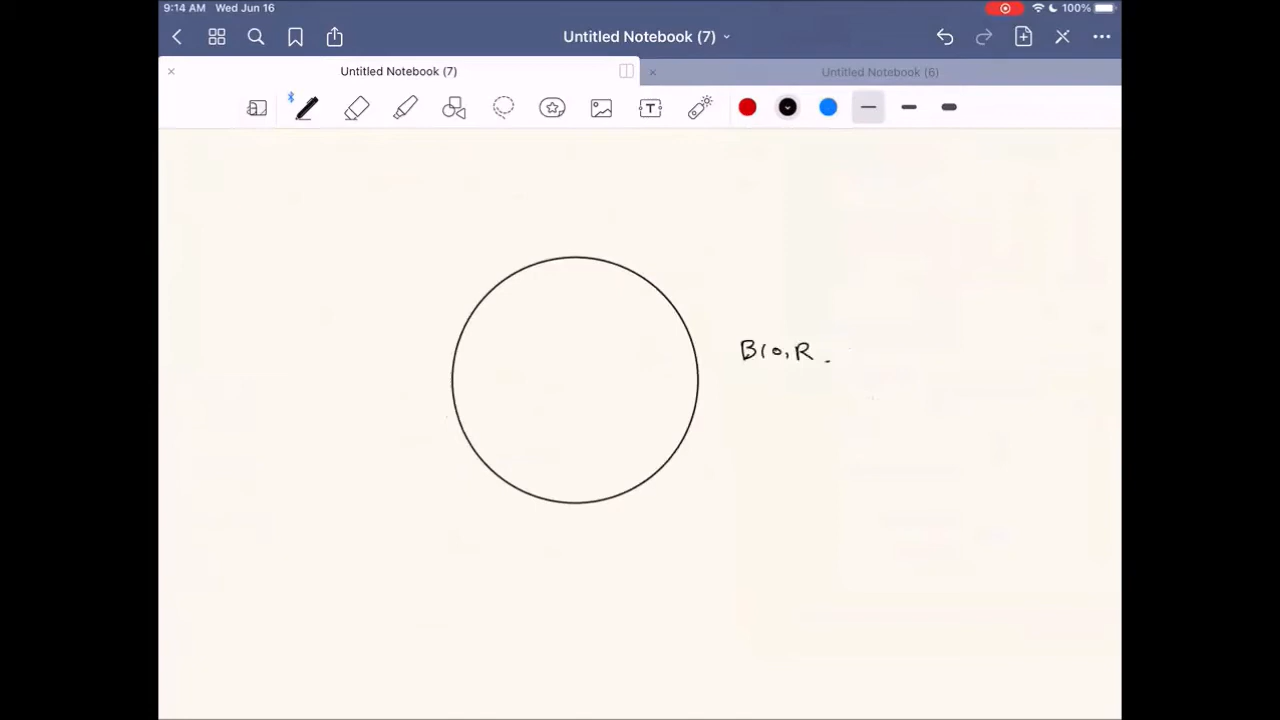 9:14 AM Wed Jun 16
100%
Untitled Notebook (7)
Untitled Notebook (7)
Untitled Notebook (6)
T
B(0,R